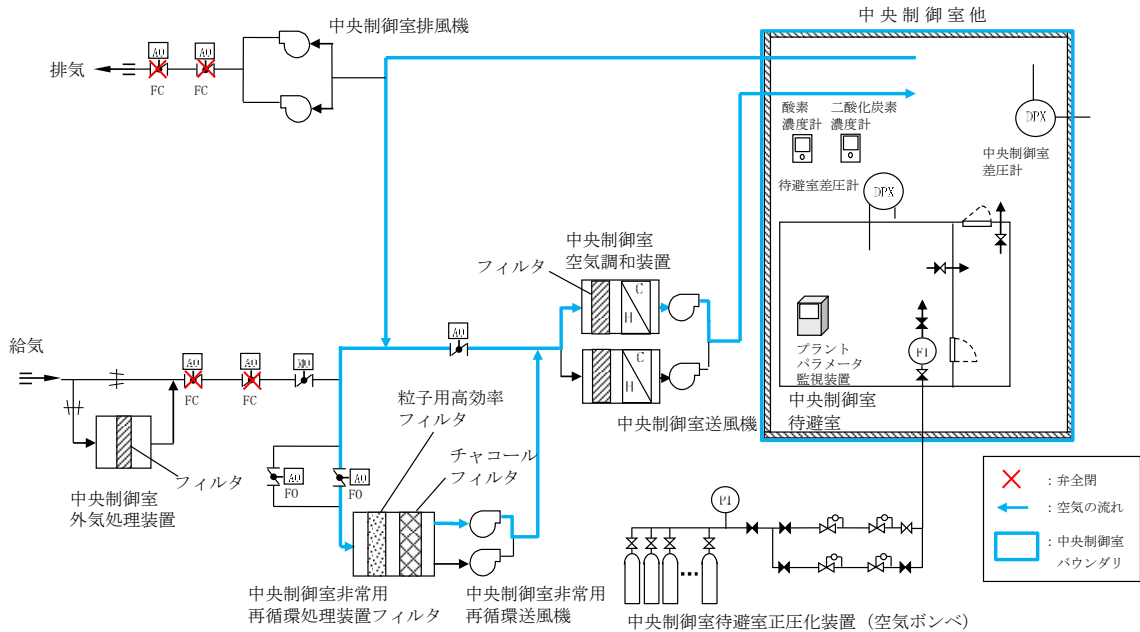 中央制御室他
中央制御室排風機
排気
AO
AO
FC
FC
酸素
濃度計
二酸化炭素
濃度計
DPX
中央制御室
差圧計
待避室差圧計
DPX
中央制御室
空気調和装置
フィルタ
C
H
C
H
AO
給気
AO
AO
MO
FC
FC
プラント
パラメータ
監視装置
FI
中央制御室
待避室
中央制御室送風機
粒子用高効率
フィルタ
チャコール
フィルタ
フィルタ
中央制御室
外気処理装置
AO
FO
AO
FO
中央制御室非常用
再循環処理装置フィルタ
中央制御室非常用
再循環送風機
PI
中央制御室待避室正圧化装置（空気ボンベ）
：弁全閉
：空気の流れ
：中央制御室
バウンダリ